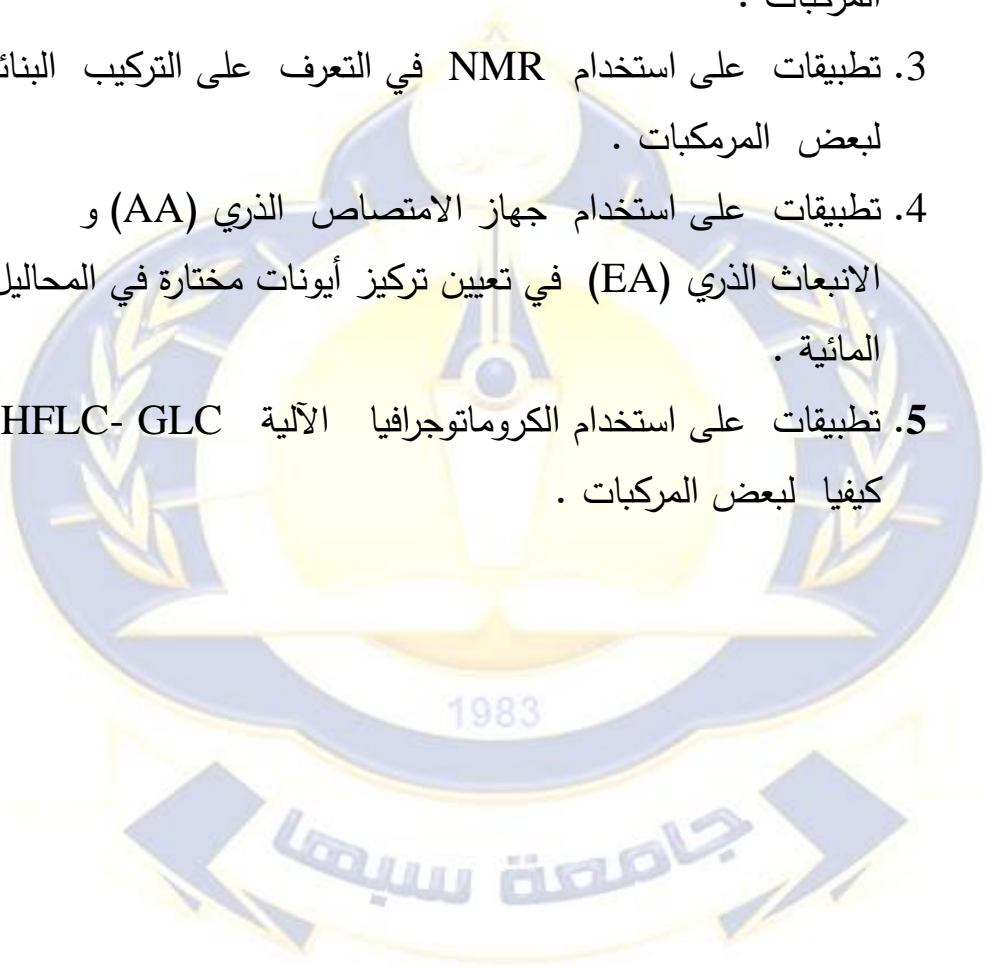 المركبات .
3. تطبيقات على استخدام NMR في التعرف على التركيب البنائ
لبعض المرمكبات .
4. تطبيقات على استخدام جهاز الامتصاص الذري (AA) و
الانبعاث الذري (EA) في تعيين تركيز أيونات مختارة في المحاليل
المائية .
5. تطبيقات على استخدام الكروماتوجرافيا الآلية HFLC- GLC
كيفيا لبعض المركبات .
1983
جامعة سبها